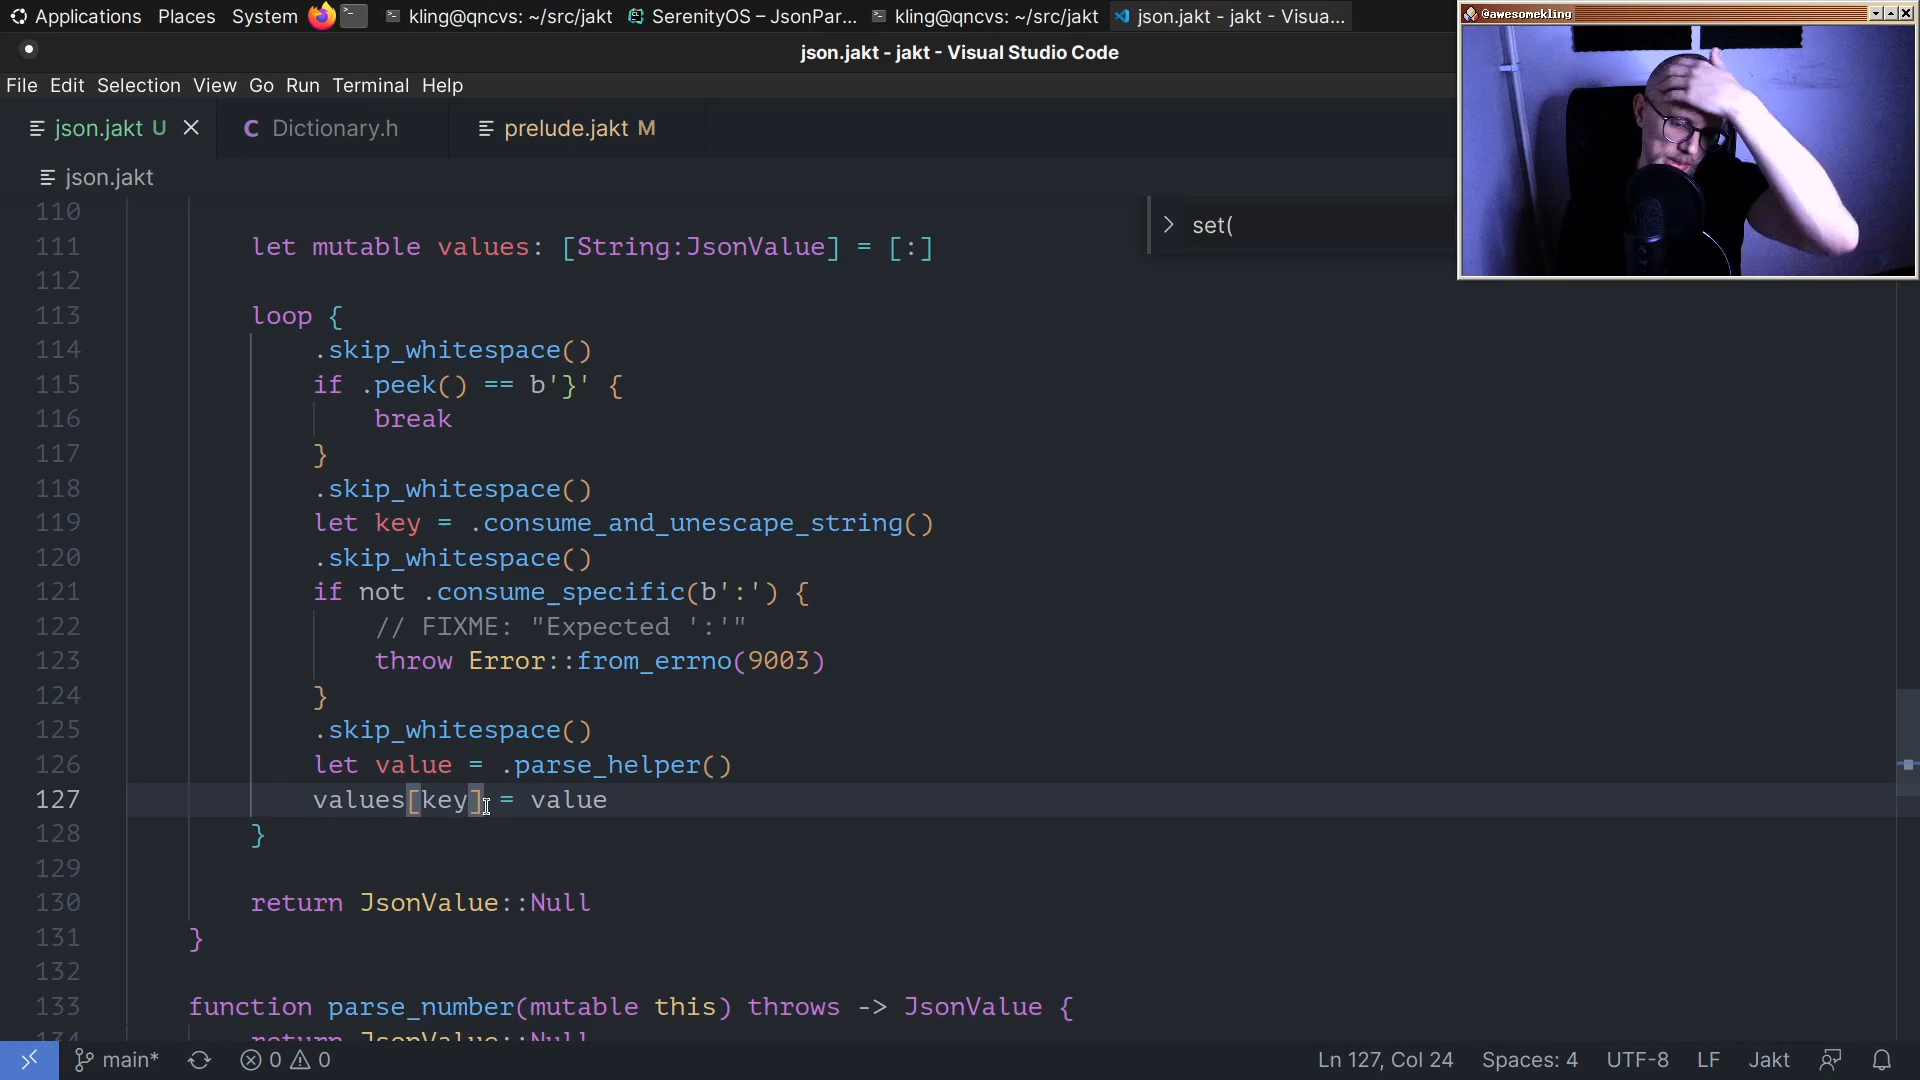 Applications Places System kling@qncvs: ~/src/jakt SerenityOS – JsonPar... kling@qncvs: ~/src/jakt json.jakt - jakt - Visua...
@awesomekling
json.jakt - jakt - Visual Studio Code
File Edit Selection View Go Run Terminal Help
json.jakt U C Dictionary.h prelude.jakt M
json.jakt
set(
110
111 let mutable values: [String:JsonValue] = [:]
112
113 loop {
114 .skip_whitespace()
115 if .peek() == b'}' {
116 break
117 }
118 .skip_whitespace()
119 let key = .consume_and_unescape_string()
120 .skip_whitespace()
121 if not .consume_specific(b':') {
122 // FIXME: "Expected ':'"
123 throw Error::from_errno(9003)
124 }
125 .skip_whitespace()
126 let value = .parse_helper()
127 values[key] = value
128 }
129
130 return JsonValue::Null
131 }
132
133 function parse_number(mutable this) throws -> JsonValue {
134 return JsonValue::Null
main* 0 0 Ln 127, Col 24 Spaces: 4 UTF-8 LF Jakt